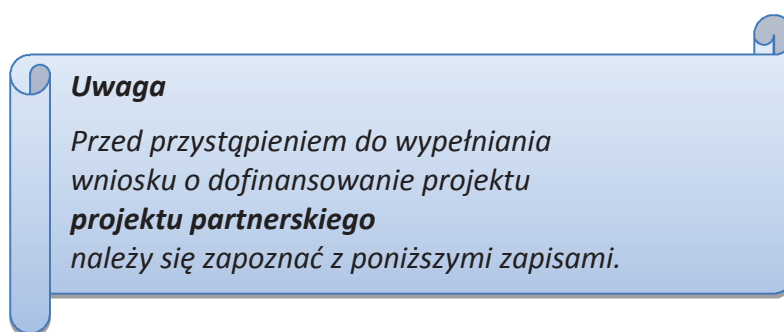 Uwaga
Przed przystąpieniem do wypełniania
wniosku o dofinansowanie projektu
projektu partnerskiego
należy się zapoznać z poniższymi zapisami.